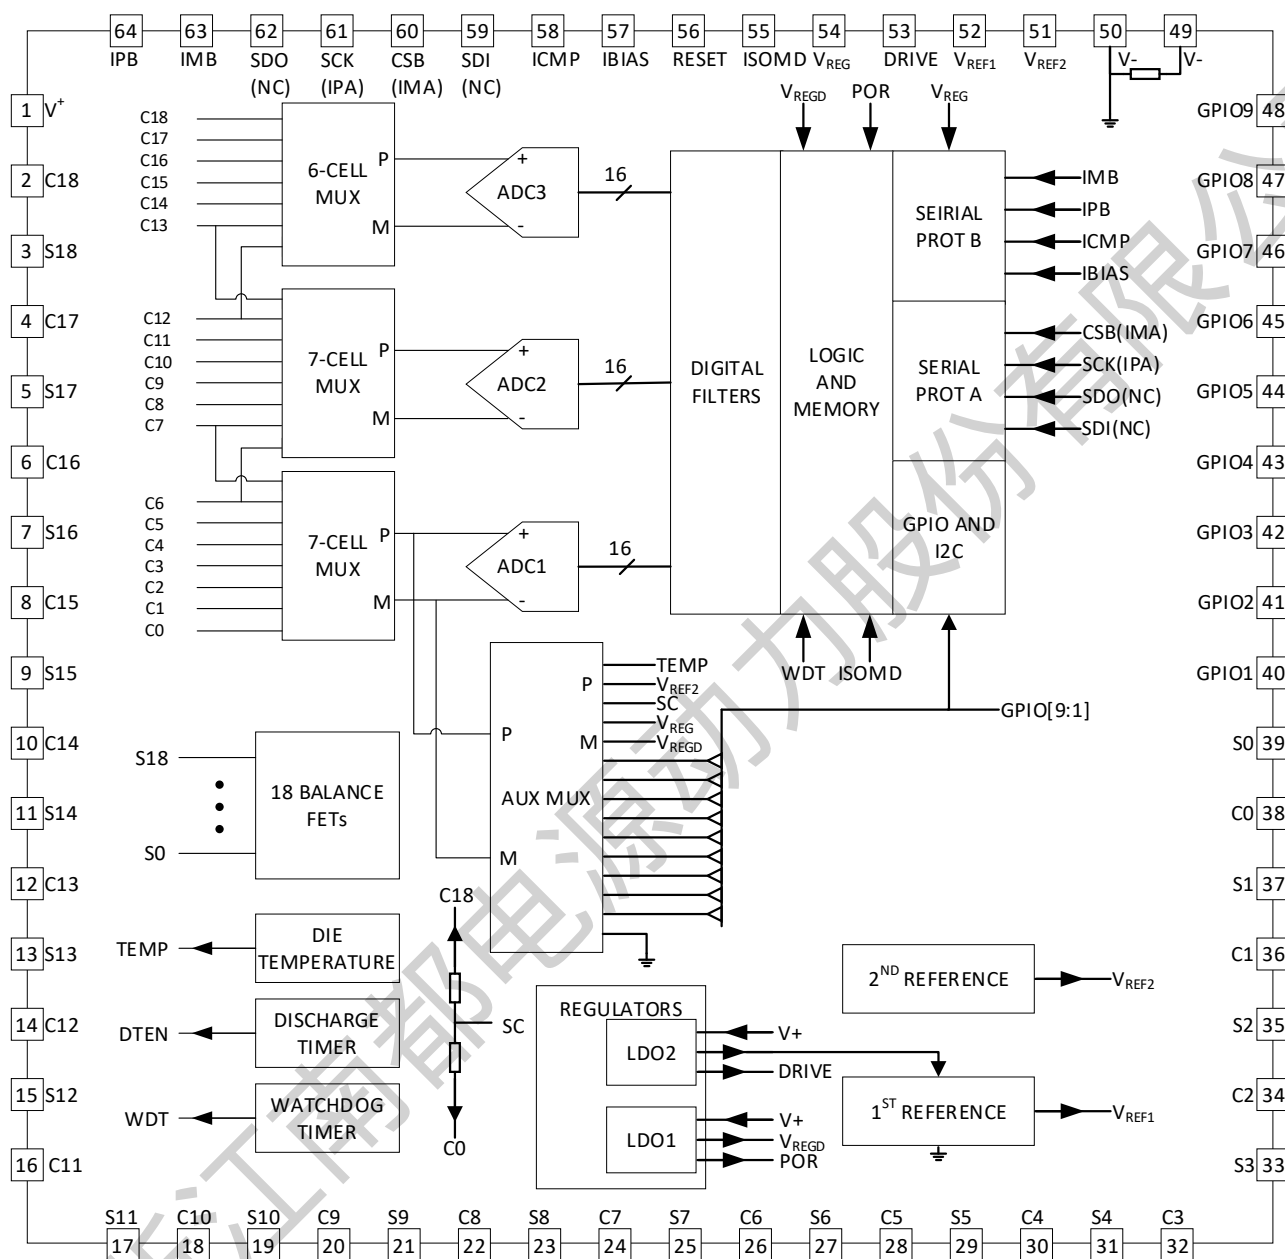 64 63 62 61 60 59 58 57 56 55 54 53 52 51 50 49
IPB IMB SDO SCK CSB SDI ICMP IBIAS RESET ISOMD VREG DRIVE VREF1 VREF2 V- V-
(NC) (IPA) (IMA) (NC)
1 V+
2 C18
3 S18
4 C17
5 S17
6 C16
7 S16
8 C15
9 S15
10 C14
11 S14
12 C13
13 S13
14 C12
15 S12
16 C11
C18
C17
C16
C15
C14
C13
6-CELL
MUX
P
M
+
ADC3
-
16
C12
C11
C10
C9
C8
C7
7-CELL
MUX
P
M
+
ADC2
-
16
C6
C5
C4
C3
C2
C1
C0
7-CELL
MUX
P
M
+
ADC1
-
16
VREGD POR VREG
DIGITAL
FILTERS
LOGIC
AND
MEMORY
SEIRIAL
PROT B
SERIAL
PROT A
GPIO AND
I2C
IMB
IPB
ICMP
IBIAS
CSB(IMA)
SCK(IPA)
SDO(NC)
SDI(NC)
WDT ISOMD
GPIO[9:1]
P
M
AUX MUX
P
M
TEMP
VREF2
SC
VREG
VREGD
S18
S0
18 BALANCE
FETs
TEMP
DIE
TEMPERATURE
DTEN
DISCHARGE
TIMER
WDT
WATCHDOG
TIMER
C18
SC
C0
REGULATORS
LDO2
V+
DRIVE
LDO1
V+
VREGD
POR
2ND REFERENCE
VREF2
1ST REFERENCE
VREF1
GPIO9 48
GPIO8 47
GPIO7 46
GPIO6 45
GPIO5 44
GPIO4 43
GPIO3 42
GPIO2 41
GPIO1 40
S0 39
C0 38
S1 37
C1 36
S2 35
C2 34
S3 33
S11 C10 S10 C9 S9 C8 S8 C7 S7 C6 S6 C5 S5 C4 S4 C3
17 18 19 20 21 22 23 24 25 26 27 28 29 30 31 32
江南都电源动力股份有限公